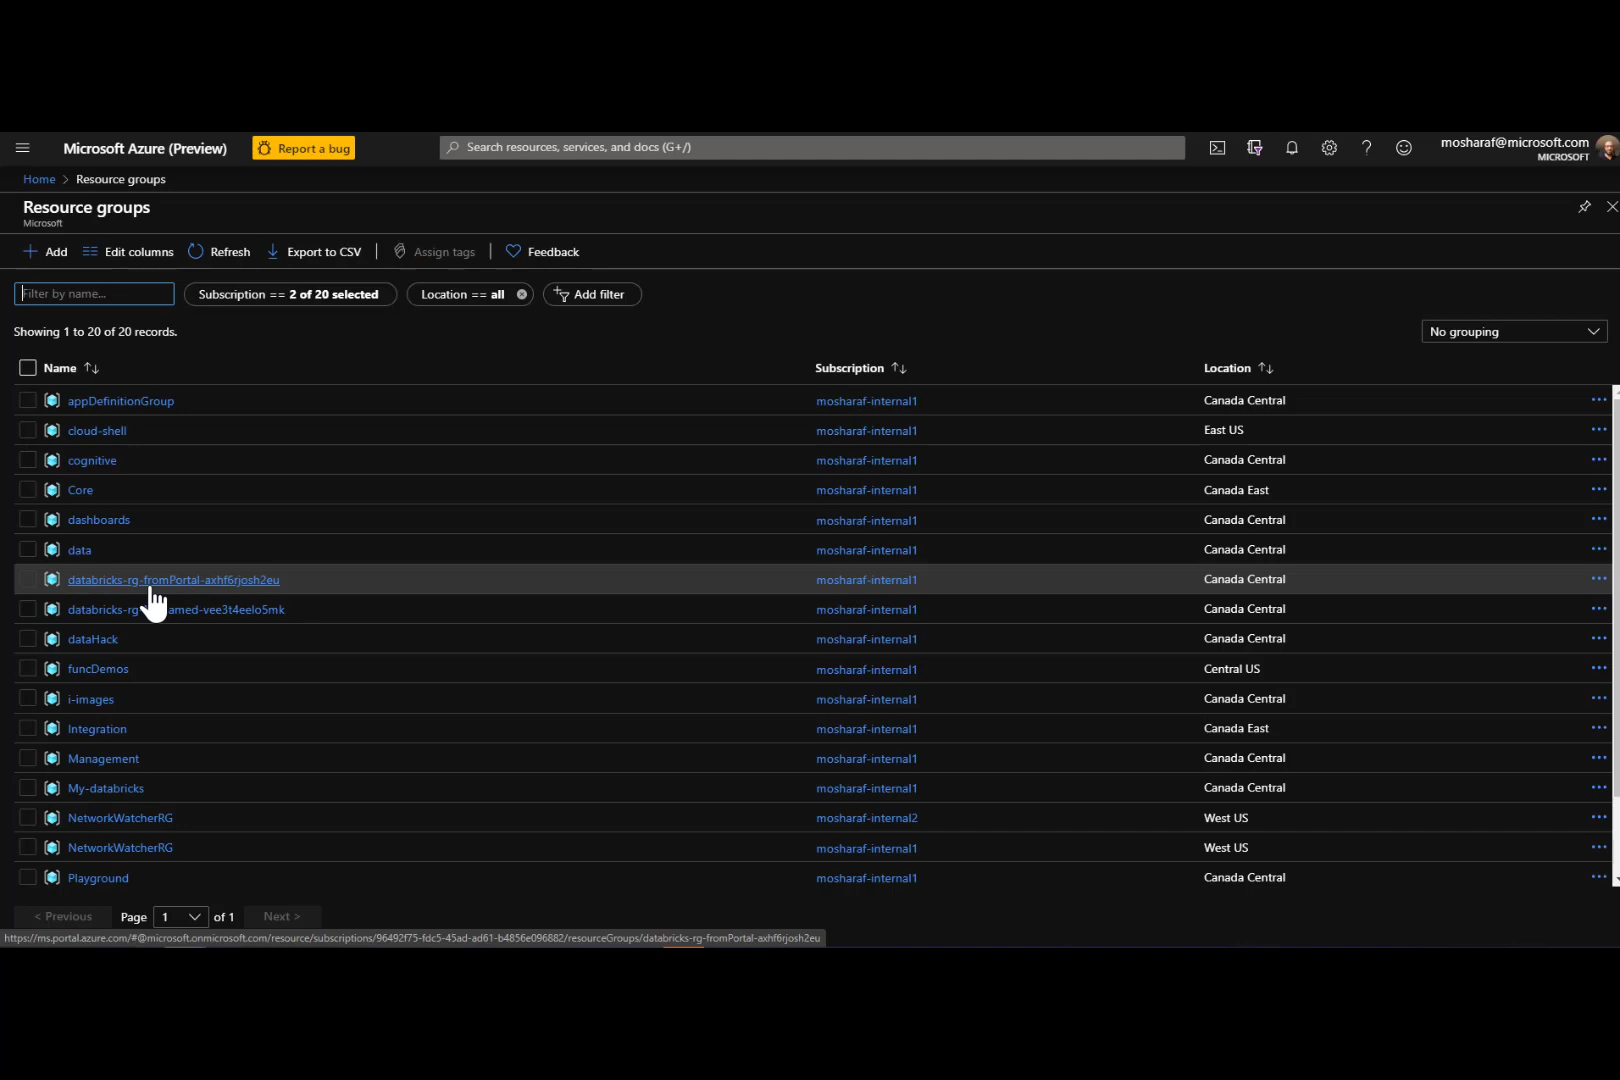 Microsoft Azure (Preview)
Report a bug
Search resources, services, and docs (G+/)
mosharaf@microsoft.com
MICROSOFT
Home > Resource groups
Resource groups
Microsoft
Add
Edit columns
Refresh
Export to CSV
Assign tags
Feedback
Filter by name...
Subscription == 2 of 20 selected
Location == all
Add filter
Showing 1 to 20 of 20 records.
No grouping
Name Subscription Location
appDefinitionGroup mosharaf-internal1 Canada Central
cloud-shell mosharaf-internal1 East US
cognitive mosharaf-internal1 Canada Central
Core mosharaf-internal1 Canada East
dashboards mosharaf-internal1 Canada Central
data mosharaf-internal1 Canada Central
databricks-rg-fromPortal-axhf6rjosh2eu mosharaf-internal1 Canada Central
databricks-rg amed-vee3t4eelo5mk mosharaf-internal1 Canada Central
dataHack mosharaf-internal1 Canada Central
funcDemos mosharaf-internal1 Central US
i-images mosharaf-internal1 Canada Central
Integration mosharaf-internal1 Canada East
Management mosharaf-internal1 Canada Central
My-databricks mosharaf-internal1 Canada Central
NetworkWatcherRG mosharaf-internal2 West US
NetworkWatcherRG mosharaf-internal1 West US
Playground mosharaf-internal1 Canada Central
< Previous Page 1 of 1 Next >
https://ms.portal.azure.com/#@microsoft.onmicrosoft.com/resource/subscriptions/96492f75-fdc5-45ad-ad61-b4856e096882/resourceGroups/databricks-rg-fromPortal-axhf6rjosh2eu